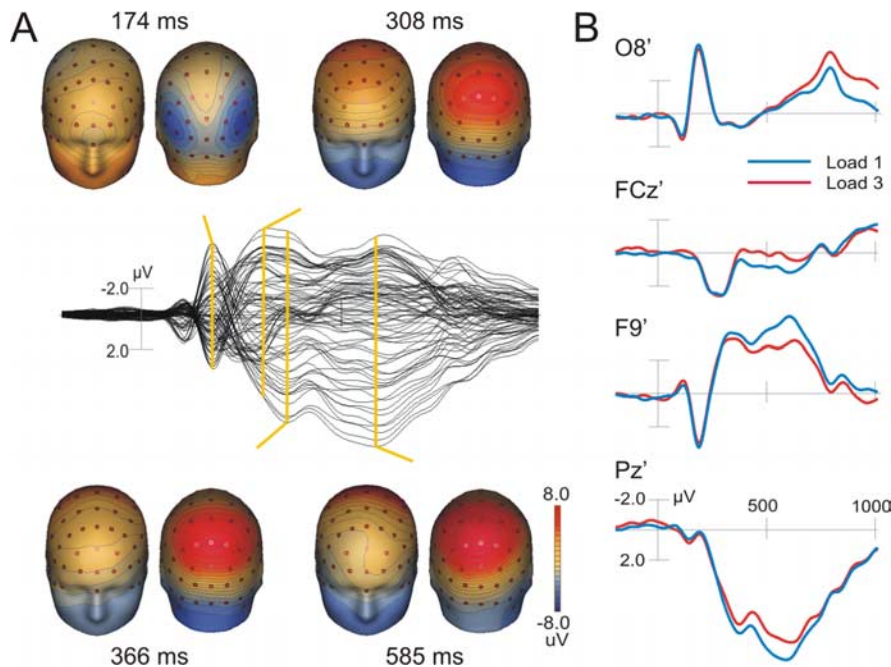 A
174 ms
308 ms
µV
-2.0
2.0
8.0
-8.0
uV
366 ms
585 ms
B
O8'
Load 1
Load 3
FCz'
F9'
Pz'
-2.0
µV
500
1000
2.0